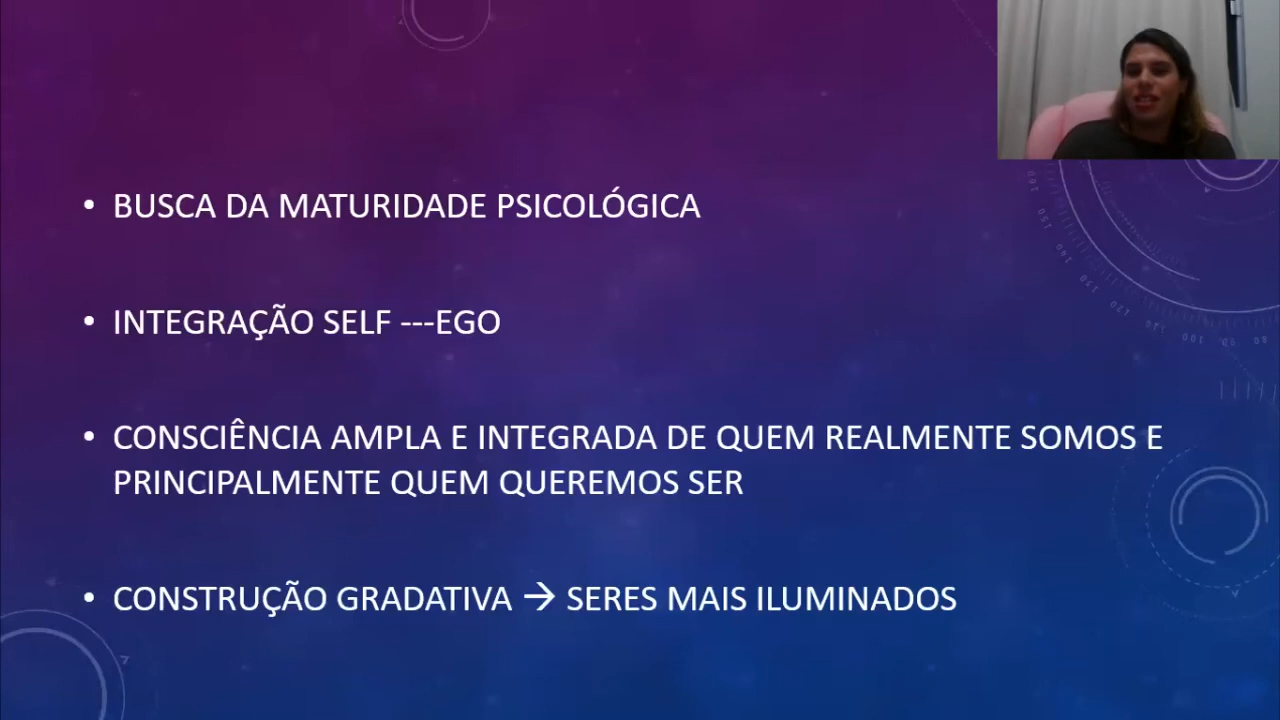 • BUSCA DA MATURIDADE PSICOLÓGICA
• INTEGRAÇÃO SELF ---EGO
• CONSCIÊNCIA AMPLA E INTEGRADA DE QUEM REALMENTE SOMOS E
PRINCIPALMENTE QUEM QUEREMOS SER
• CONSTRUÇÃO GRADATIVA → SERES MAIS ILUMINADOS